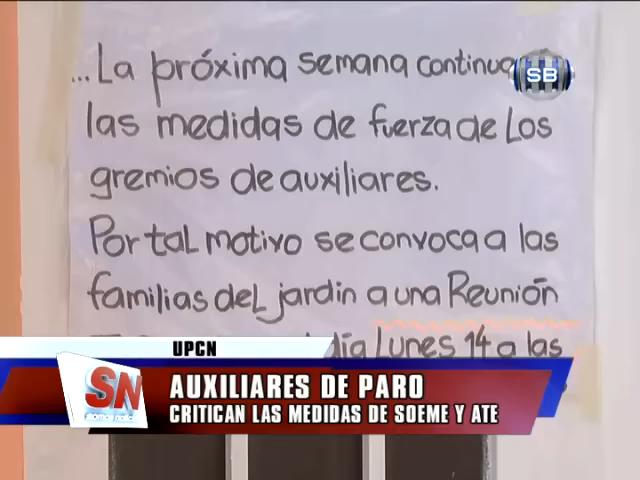 ...La próxima semana continua
SB
las medidas de fuerza de Los
gremios de auxiliares.
Por tal motivo se convoca a las
familias del jardin a una Reunión
día Lunes 14 a las
UPCN
SN
AUXILIARES DE PARO
CRITICAN LAS MEDIDAS DE SOEME Y ATE